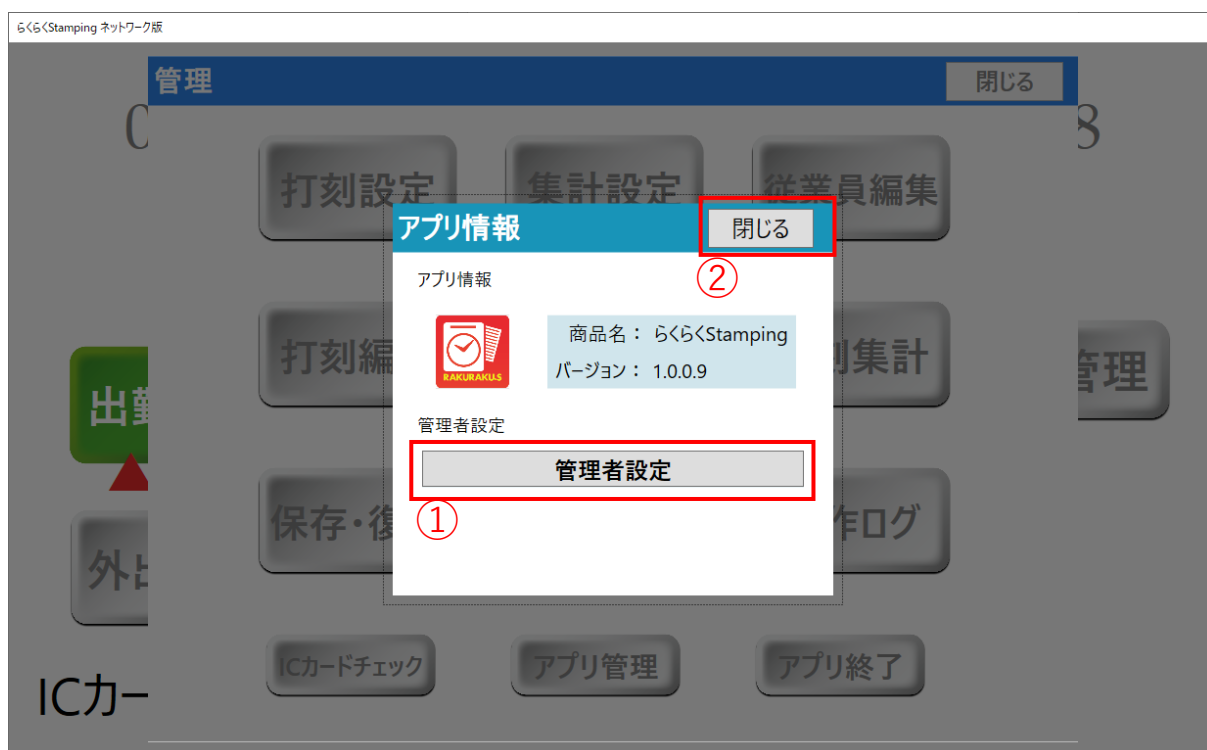 らくらくStamping ネットワーク版
管理
閉じる
打刻設定
集計設定
従業員編集
アプリ情報
閉じる
②
アプリ情報
RAKURAKU.S
商品名： らくらくStamping
バージョン： 1.0.0.9
管理者設定
管理者設定
①
打刻編
集計
管理
出勤
保存・復
ログ
外出
ICカードチェック
アプリ管理
アプリ終了
ICカー